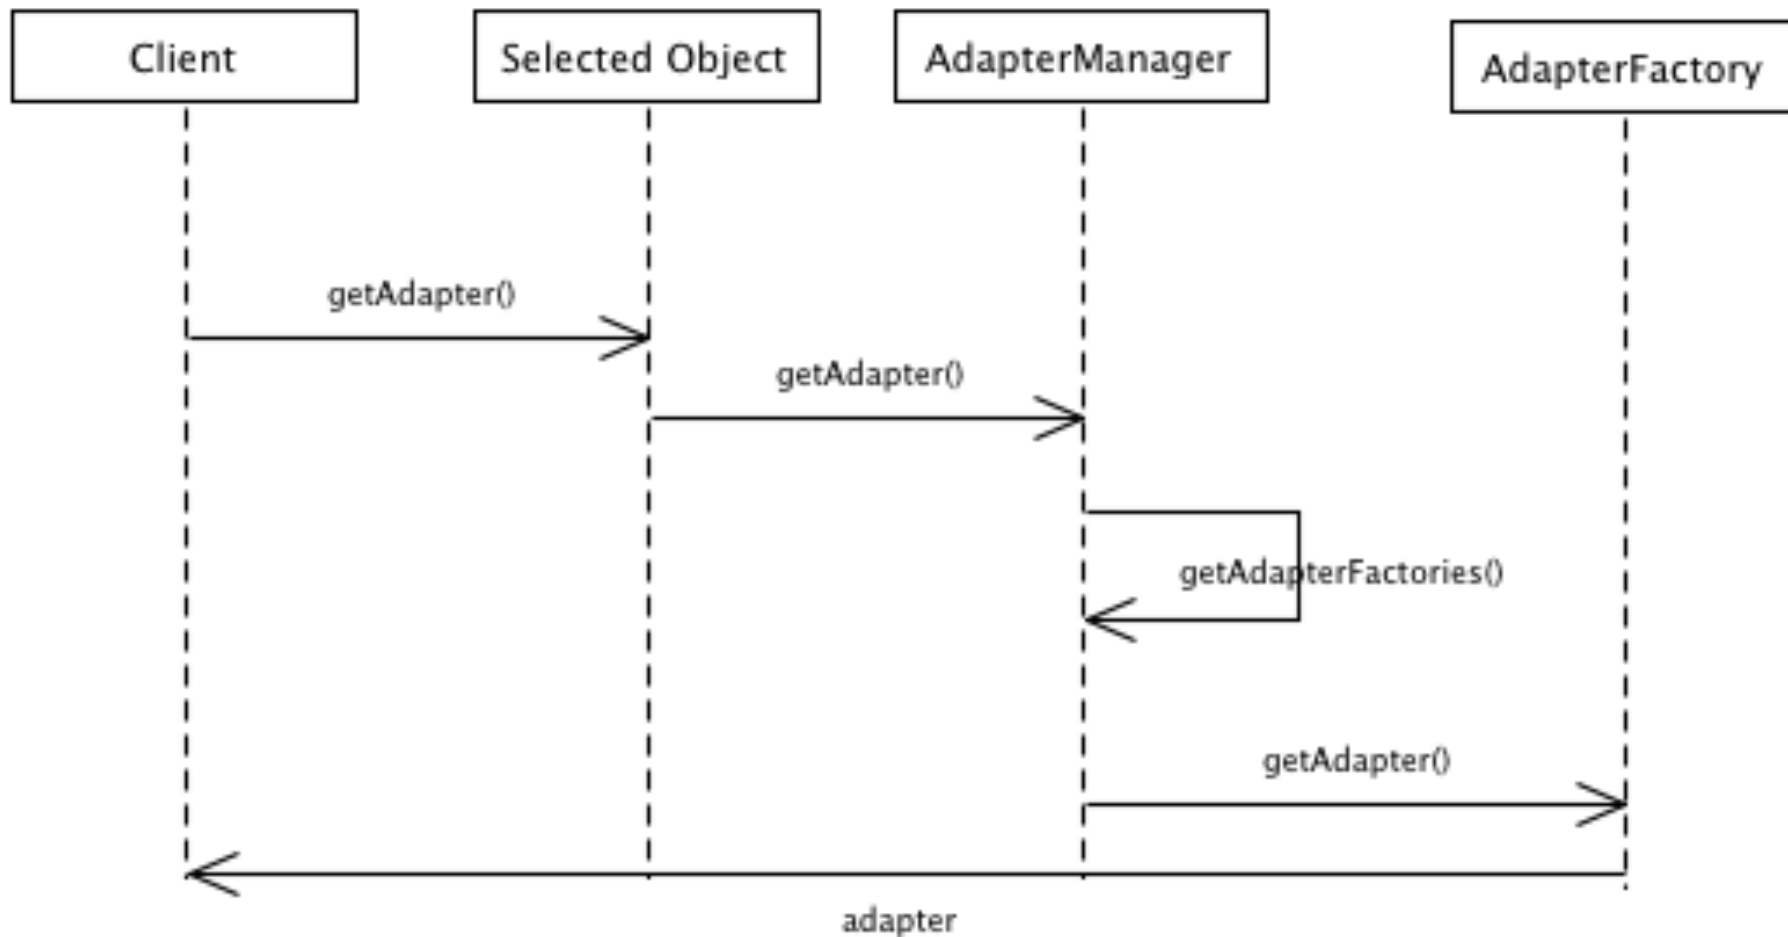 Client
Selected Object
AdapterManager
AdapterFactory
getAdapter()
getAdapter()
getAdapterFactories()
getAdapter()
adapter